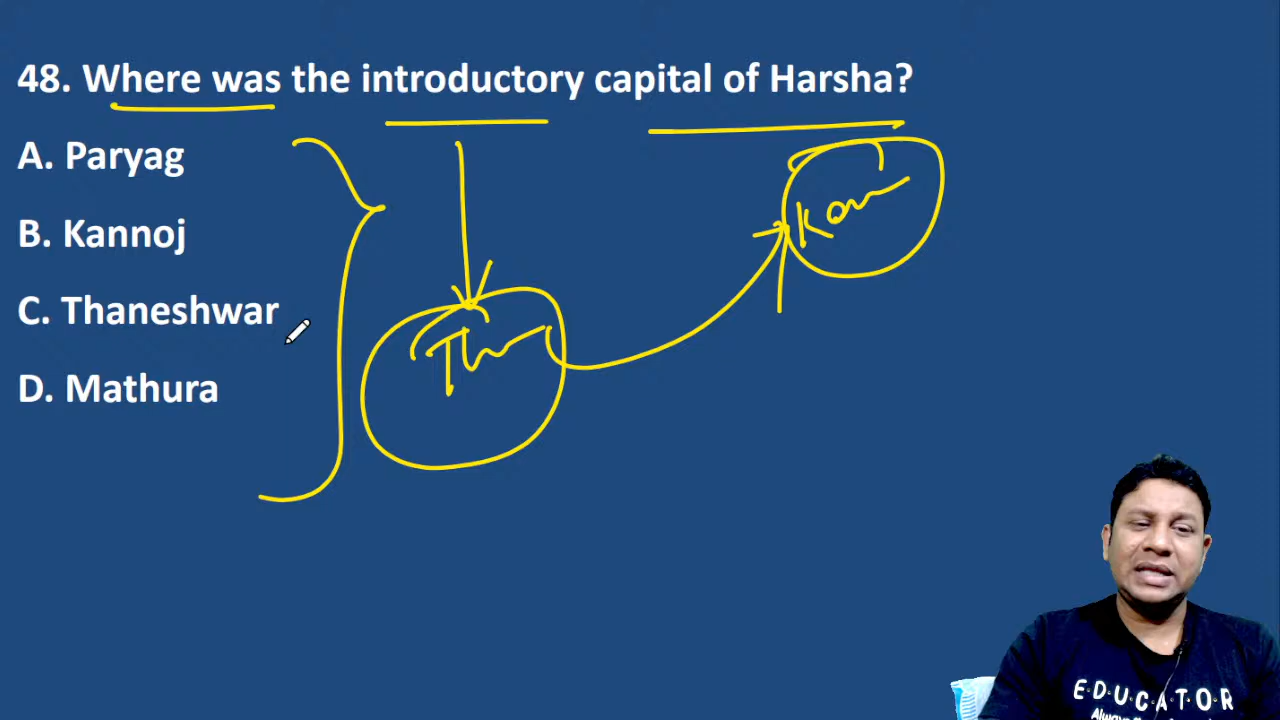 48. Where was the introductory capital of Harsha?
A. Paryag
B. Kannoj
C. Thaneshwar
D. Mathura
EDUCATOR